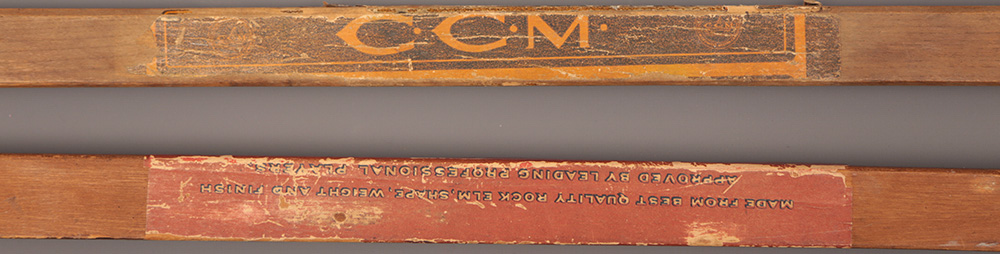 C·C·M·
MADE FROM BEST QUALITY ROCK ELM, SHAPE, WEIGHT AND FINISH
APPROVED BY LEADING PROFESSIONAL PLAYERS.